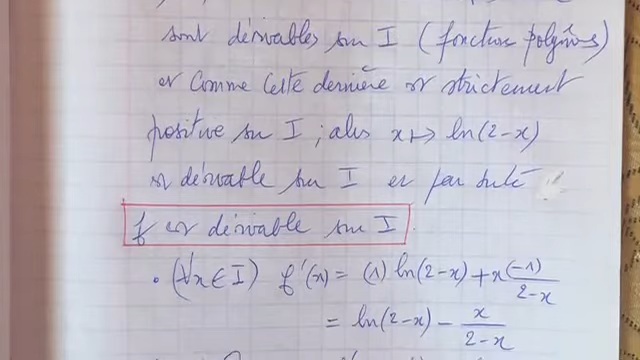 sont dérivables sur I (fonctions polynômes)
et comme cette dernière est strictement
positive sur I ; alors x ↦ ln(2-x)
est dérivable sur I et par suite
f est dérivable sur I
• (∀x∈I) f'(x) = (1) ln(2-x) + x (-1)/(2-x)
= ln(2-x) - x/(2-x)